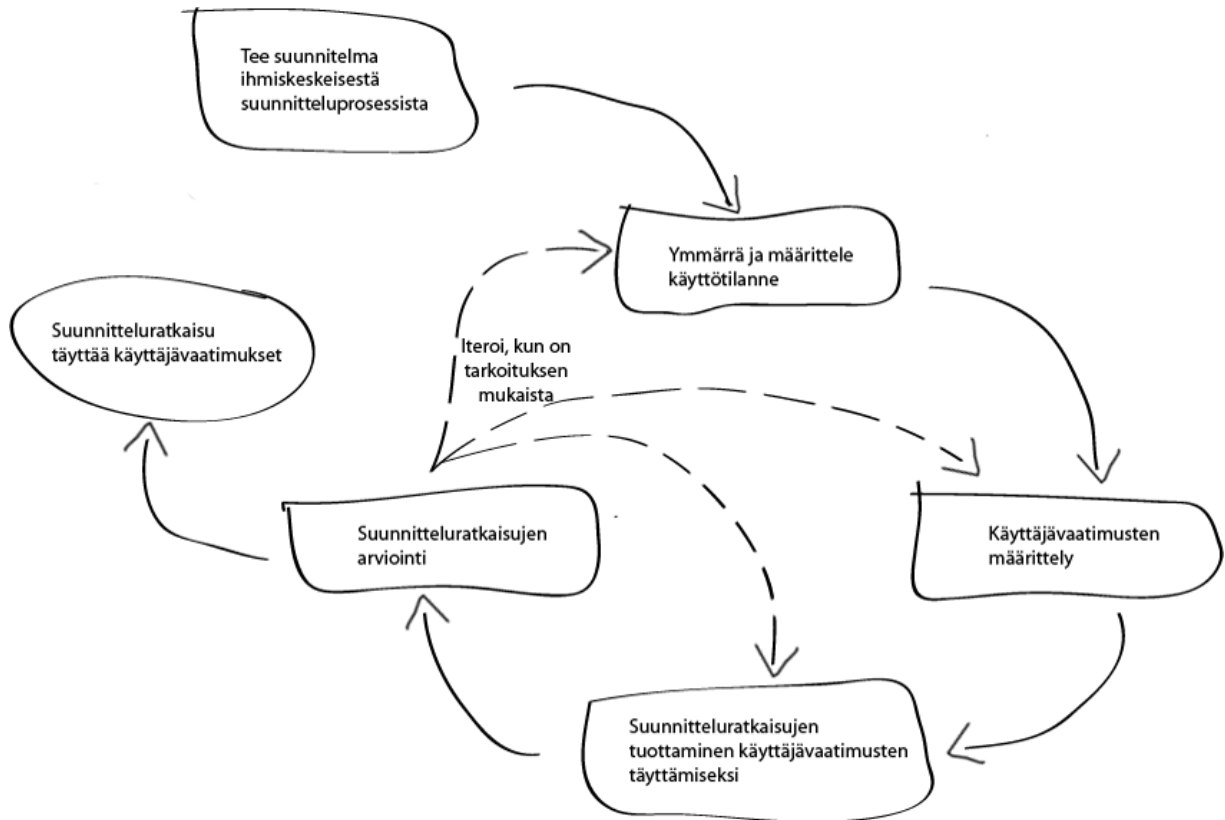 Tee suunnitelma
ihmiskeskeisestä
suunnitteluprosessista
Ymmärrä ja määrittele
käyttötilanne
Suunnitteluratkaisu
täyttää käyttäjävaatimukset
Iteroi, kun on
tarkoituksen
mukaista
Suunnitteluratkaisujen
arviointi
Käyttäjävaatimusten
määrittely
Suunnitteluratkaisujen
tuottaminen käyttäjävaatimusten
täyttämiseksi